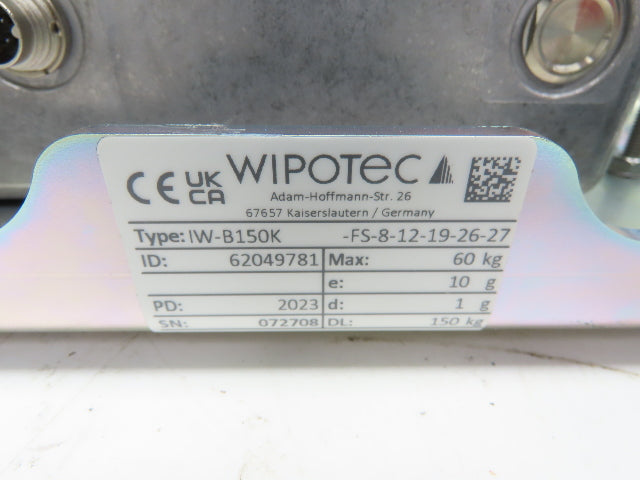 CE UK CA WIPOTEC
Adam-Hoffmann-Str. 26
67657 Kaiserslautern / Germany
Type: IW-B150K -FS-8-12-19-26-27
ID: 62049781 Max: 60 kg
e: 10 g
PD: 2023 d: 1 g
SN: 072708 DL: 150 kg